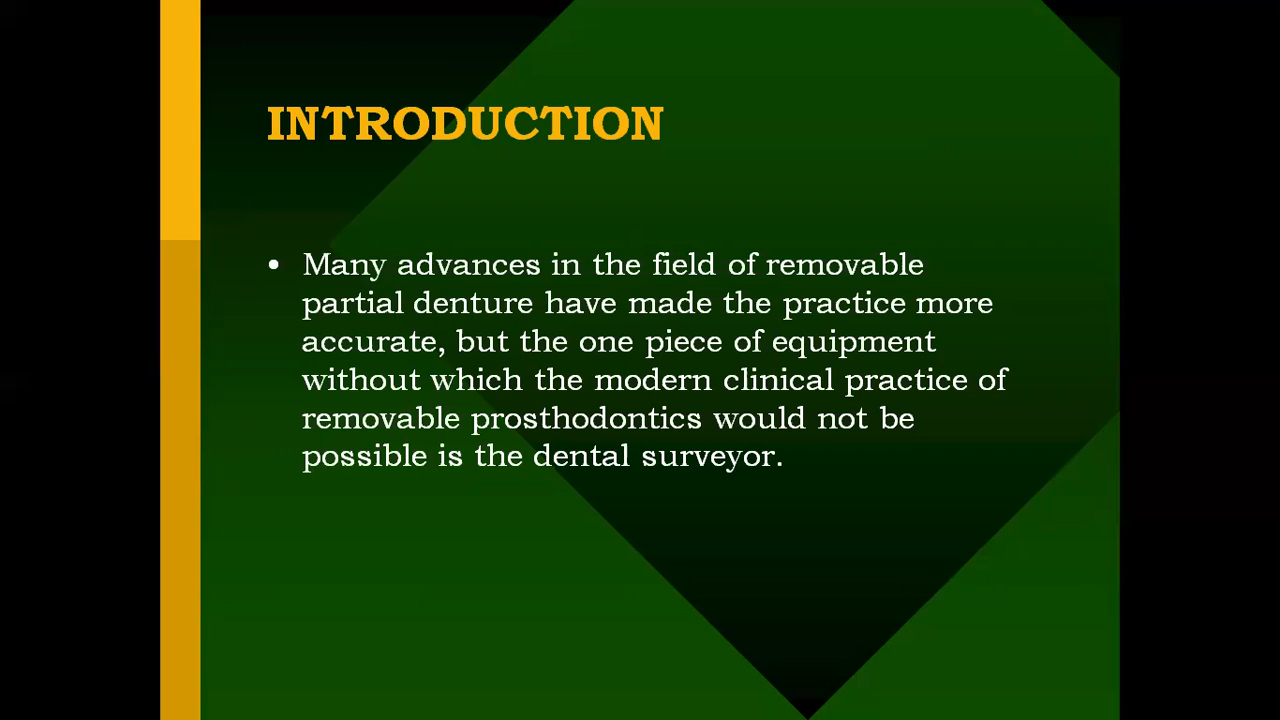 INTRODUCTION
• Many advances in the field of removable
partial denture have made the practice more
accurate, but the one piece of equipment
without which the modern clinical practice of
removable prosthodontics would not be
possible is the dental surveyor.